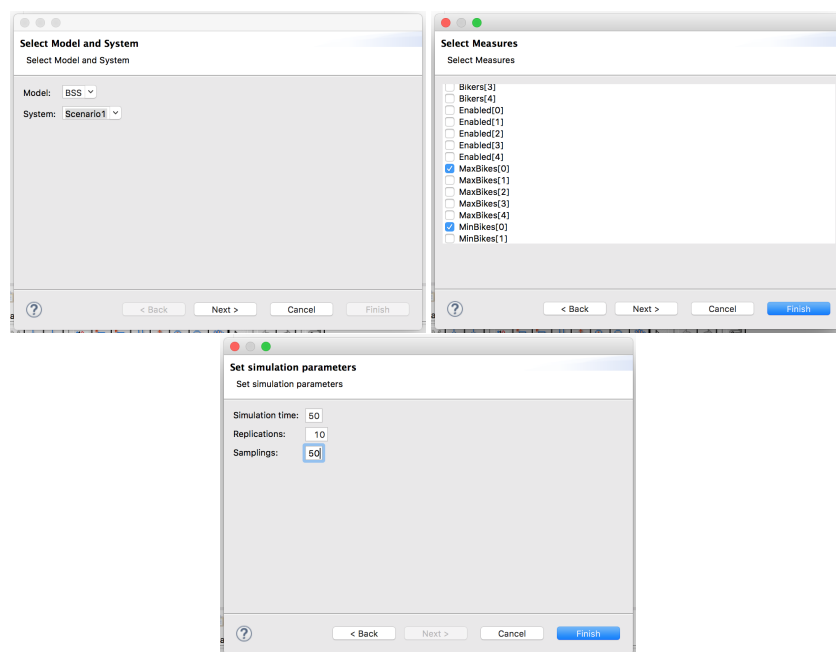 Select Model and System
Select Model and System
Model: BSS
System: Scenario1
? < Back Next > Cancel Finish
Select Measures
Select Measures
Bikers[3]
Bikers[4]
Enabled[0]
Enabled[1]
Enabled[2]
Enabled[3]
Enabled[4]
MaxBikes[0]
MaxBikes[1]
MaxBikes[2]
MaxBikes[3]
MaxBikes[4]
MinBikes[0]
MinBikes[1]
? < Back Next > Cancel Finish
Set simulation parameters
Set simulation parameters
Simulation time: 50
Replications: 10
Samplings: 50
? < Back Next > Cancel Finish